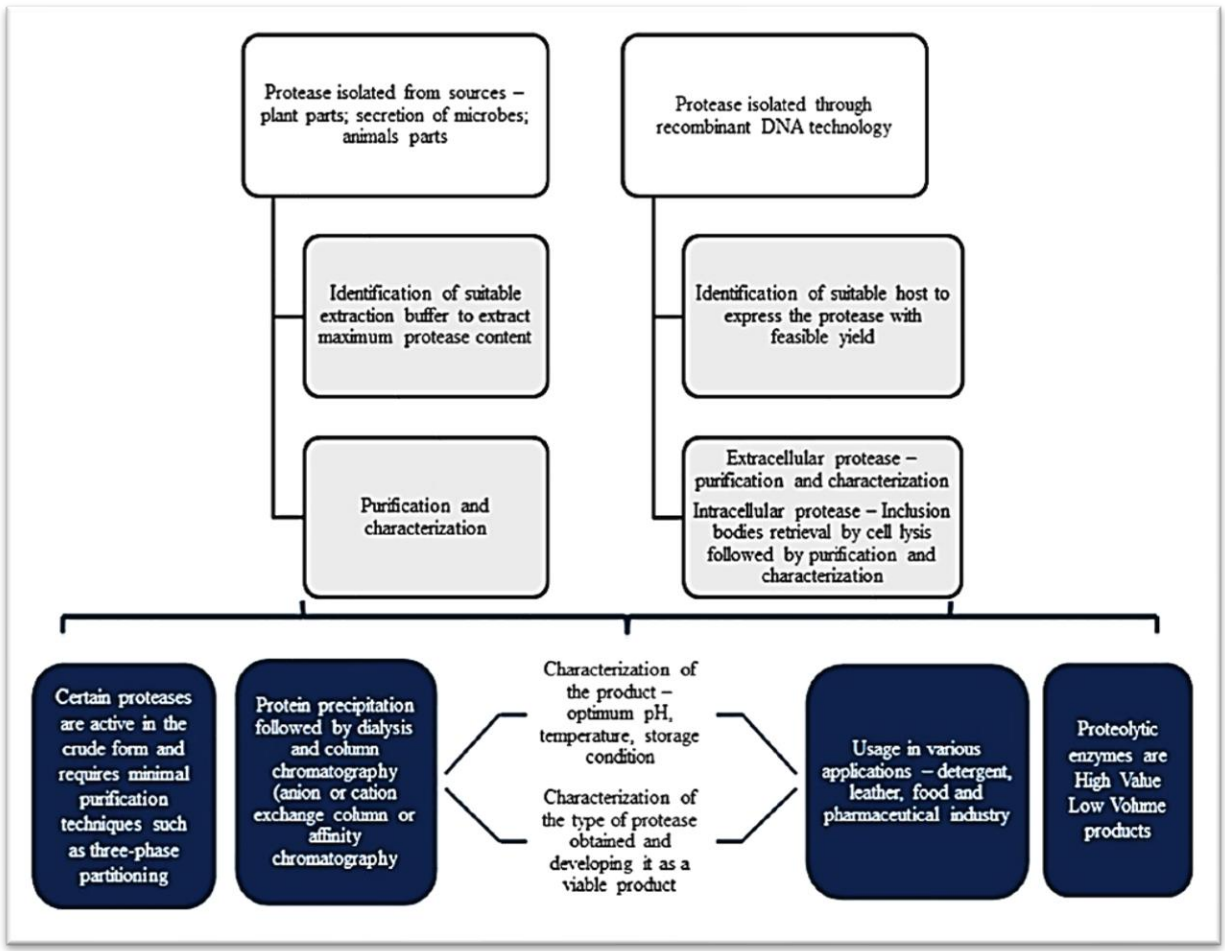 Protease isolated from sources –
plant parts; secretion of microbes;
animals parts
Protease isolated through
recombinant DNA technology
Identification of suitable
extraction buffer to extract
maximum protease content
Identification of suitable host to
express the protease with
feasible yield
Purification and
characterization
Extracellular protease –
purification and characterization
Intracellular protease – Inclusion
bodies retrieval by cell lysis
followed by purification and
characterization
Certain proteases
are active in the
crude form and
requires minimal
purification
techniques such
as three-phase
partitioning
Protein precipitation
followed by dialysis
and column
chromatography
(anion or cation
exchange column or
affinity
chromatography
Characterization of
the product –
optimum pH,
temperature, storage
condition
Characterization of
the type of protease
obtained and
developing it as a
viable product
Usage in various
applications – detergent,
leather, food and
pharmaceutical industry
Proteolytic
enzymes are
High Value
Low Volume
products